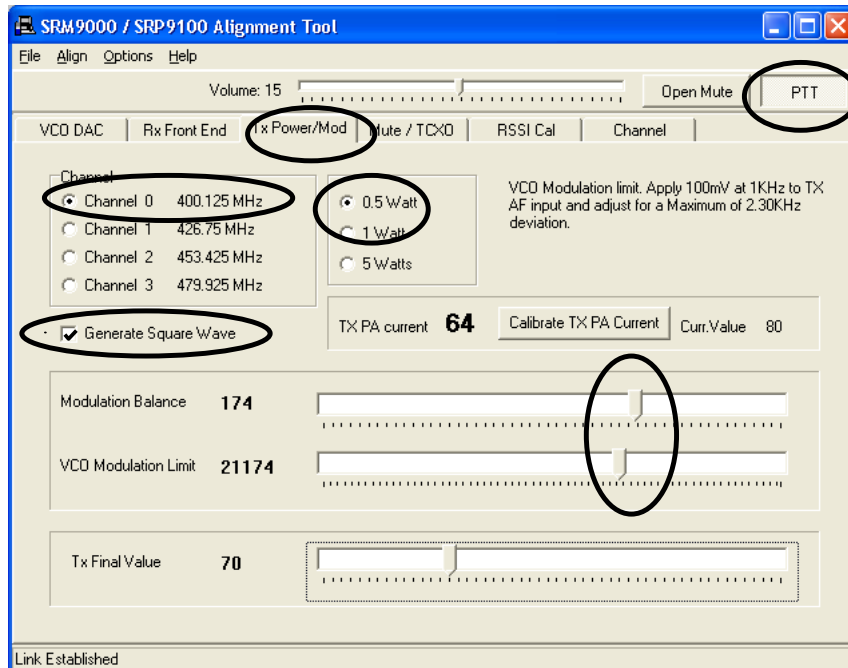 SRM9000 / SRP9100 Alignment Tool
File Align Options Help
Volume: 15 Open Mute PTT
VCO DAC Rx Front End Tx Power/Mod Mute / TCXO RSSI Cal Channel
Channel
Channel 0 400.125 MHz
Channel 1 426.75 MHz
Channel 2 453.425 MHz
Channel 3 479.925 MHz
0.5 Watt
1 Watt
5 Watts
VCO Modulation limit. Apply 100mV at 1KHz to TX
AF input and adjust for a Maximum of 2.30KHz
deviation.
Generate Square Wave
TX PA current 64 Calibrate TX PA Current Curr.Value 80
Modulation Balance 174
VCO Modulation Limit 21174
Tx Final Value 70
Link Established